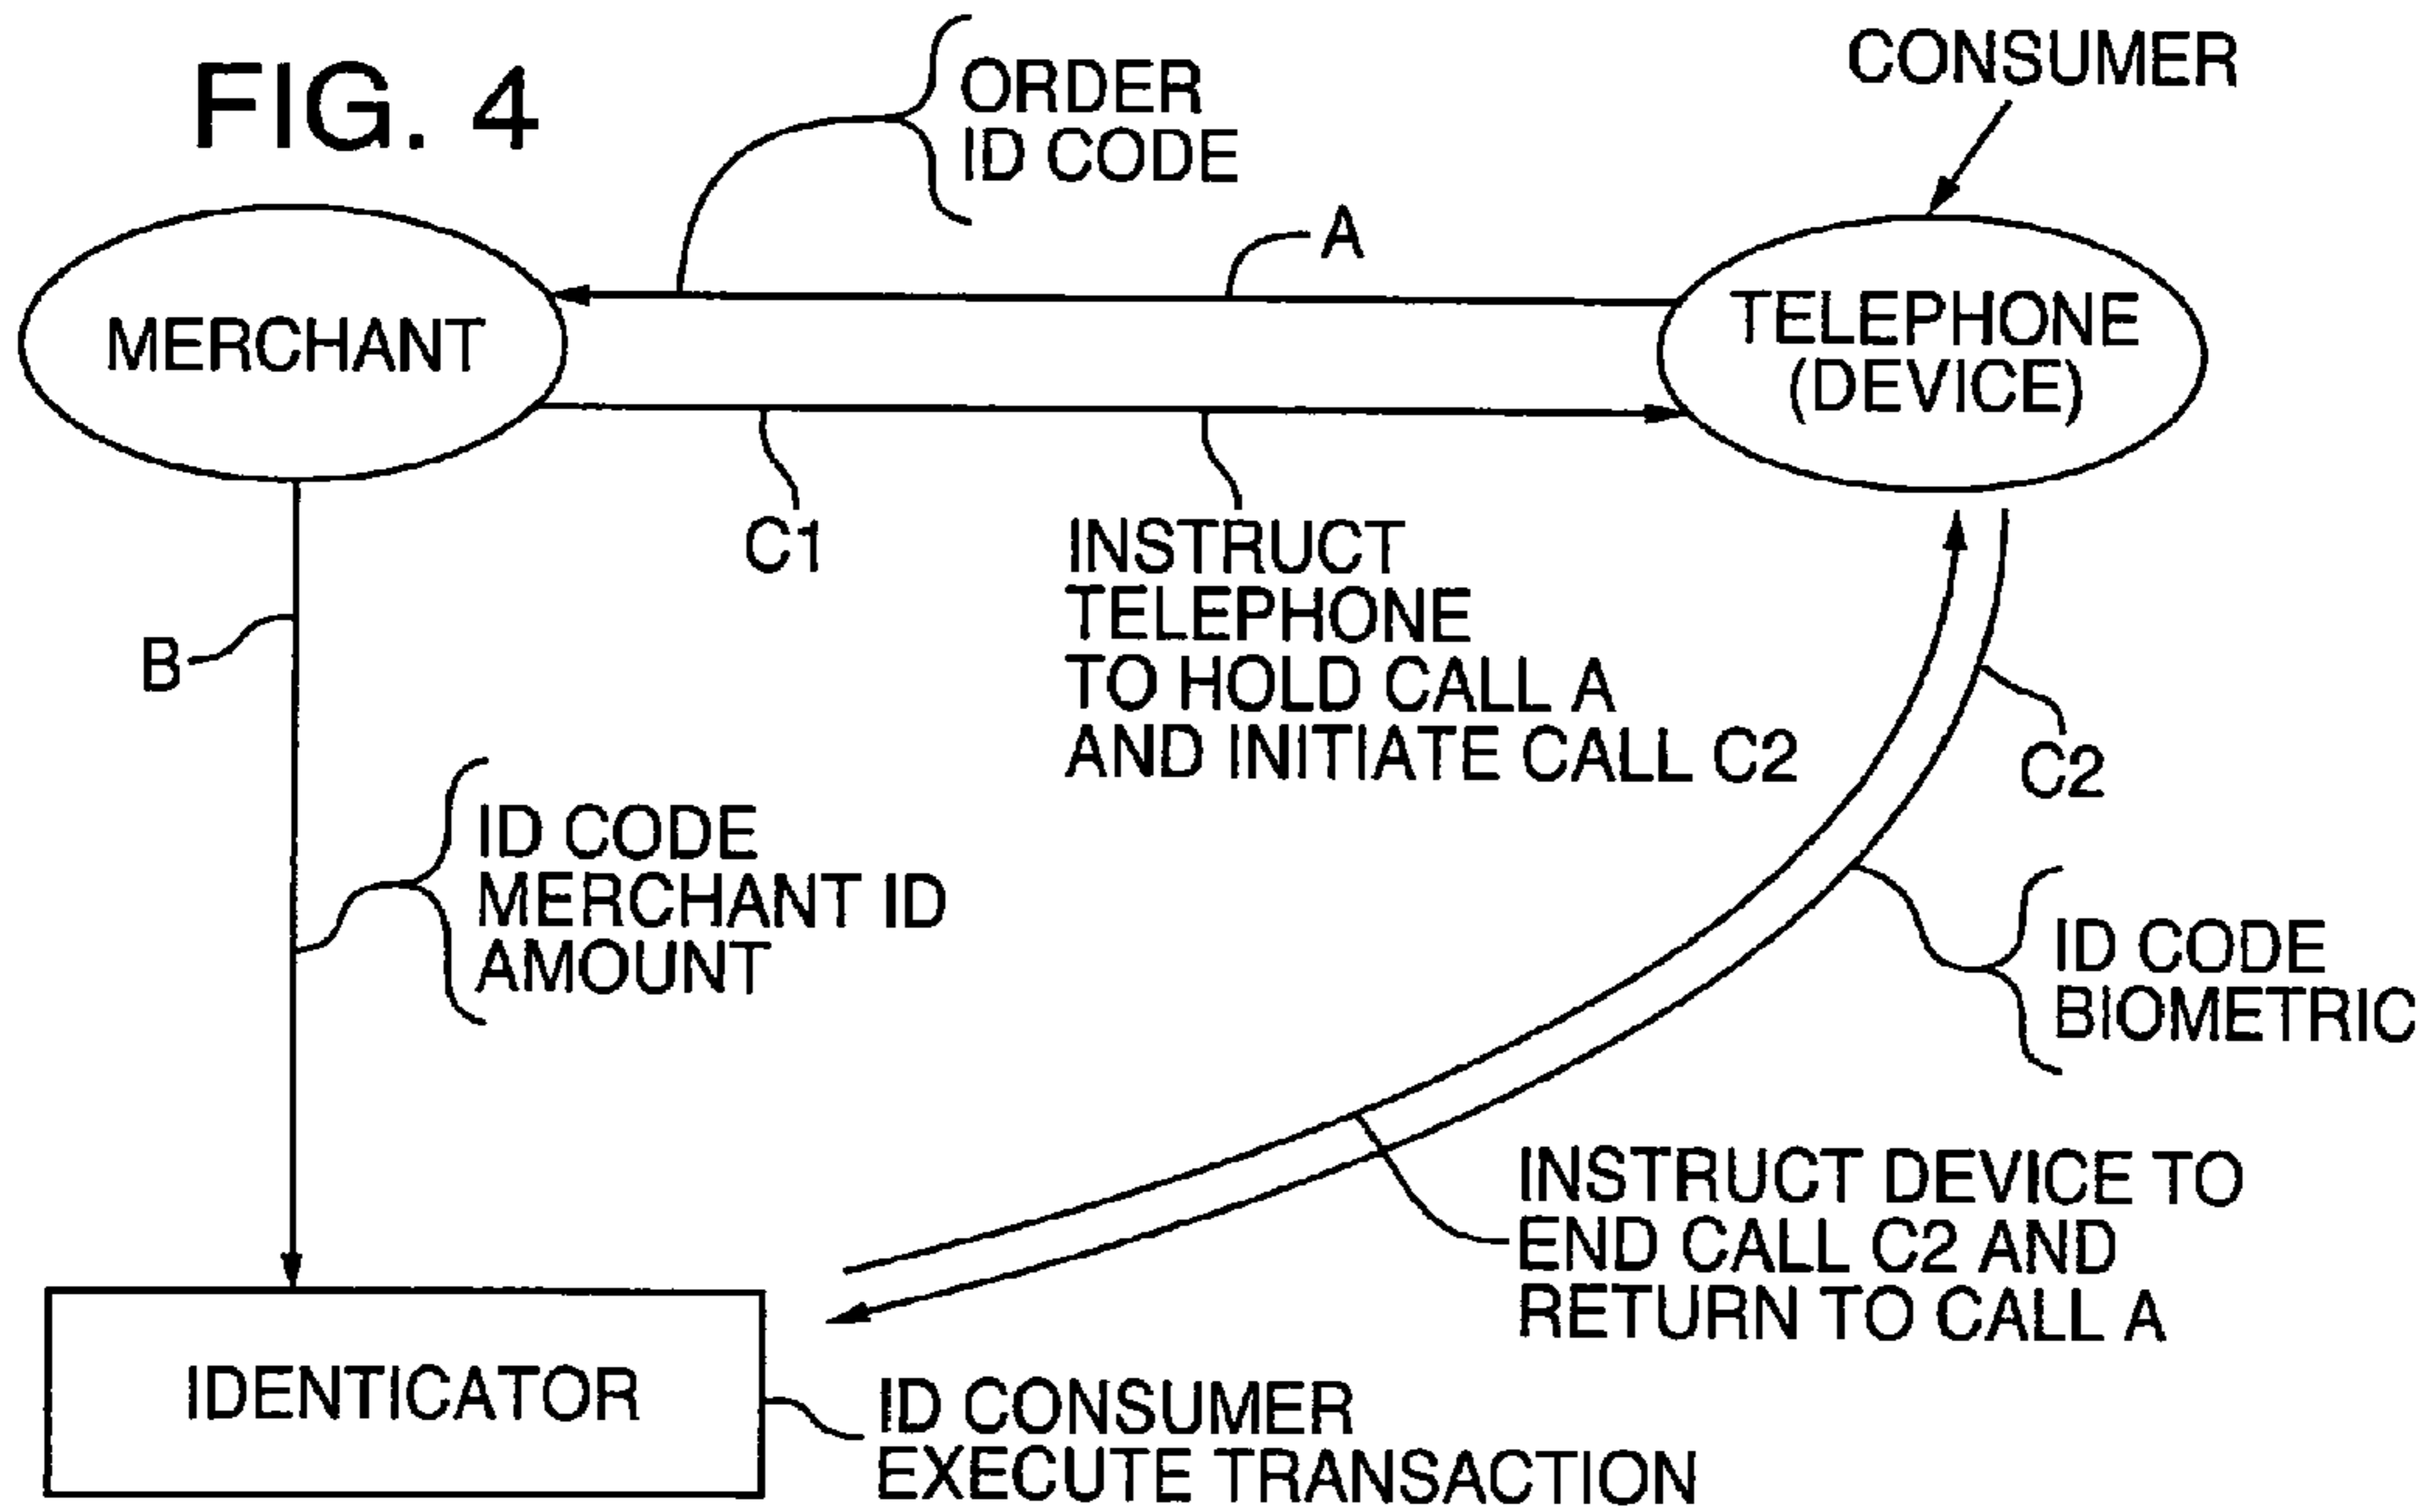 FIG. 4
ORDER
ID CODE
CONSUMER
A
MERCHANT
TELEPHONE
(DEVICE)
C1
INSTRUCT
TELEPHONE
TO HOLD CALL A
AND INITIATE CALL C2
B
C2
ID CODE
MERCHANT ID
AMOUNT
ID CODE
BIOMETRIC
INSTRUCT DEVICE TO
END CALL C2 AND
RETURN TO CALL A
IDENTICATOR
ID CONSUMER
EXECUTE TRANSACTION